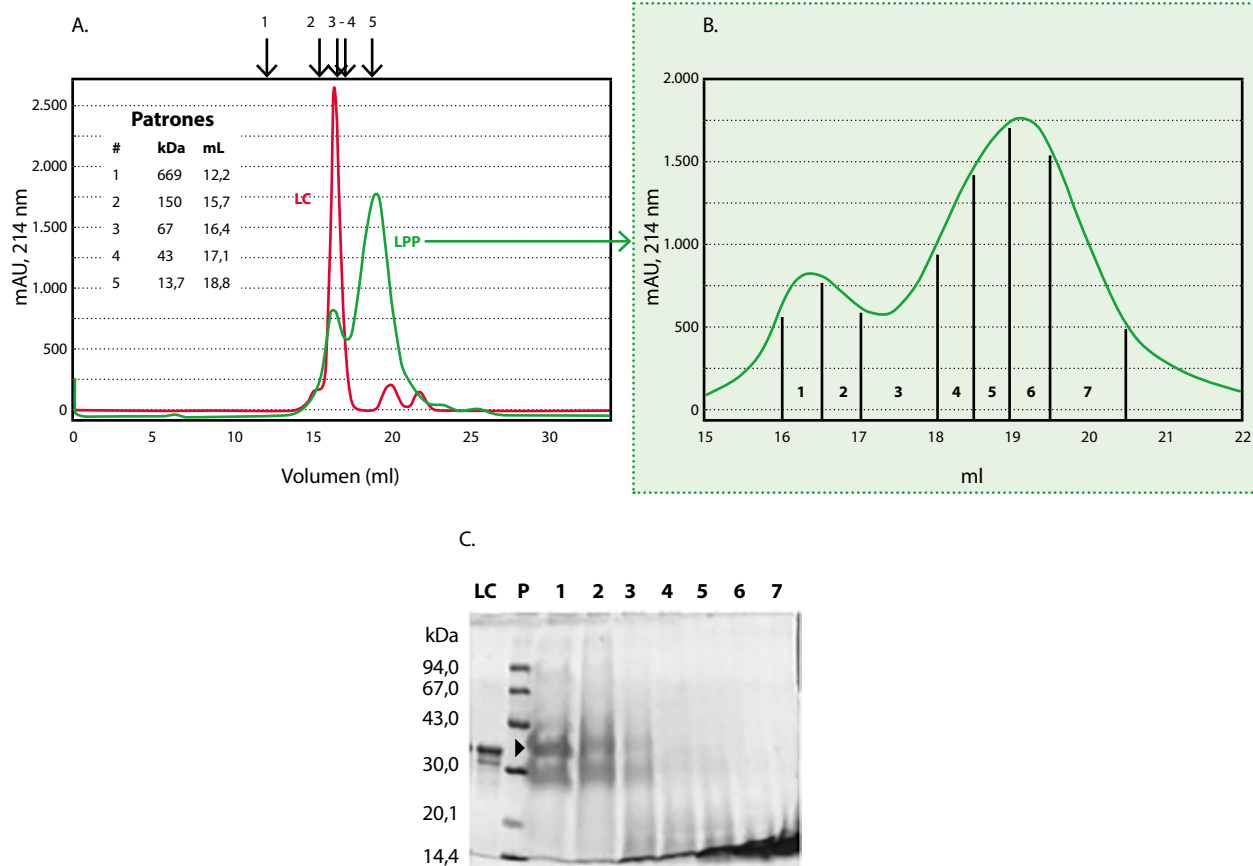 A.
1 2 3 - 4 5
2.500
2.000
1.500
1.000
500
0
mAU, 214 nm
Patrones
# kDa mL
1 669 12,2
2 150 15,7
3 67 16,4
4 43 17,1
5 13,7 18,8
LC
LPP
0 5 10 15 20 25 30
Volumen (ml)
B.
2.000
1.500
1.000
500
0
mAU, 214 nm
1 2 3 4 5 6 7
15 16 17 18 19 20 21 22
ml
C.
LC P 1 2 3 4 5 6 7
kDa
94,0
67,0
43,0
30,0
20,1
14,4